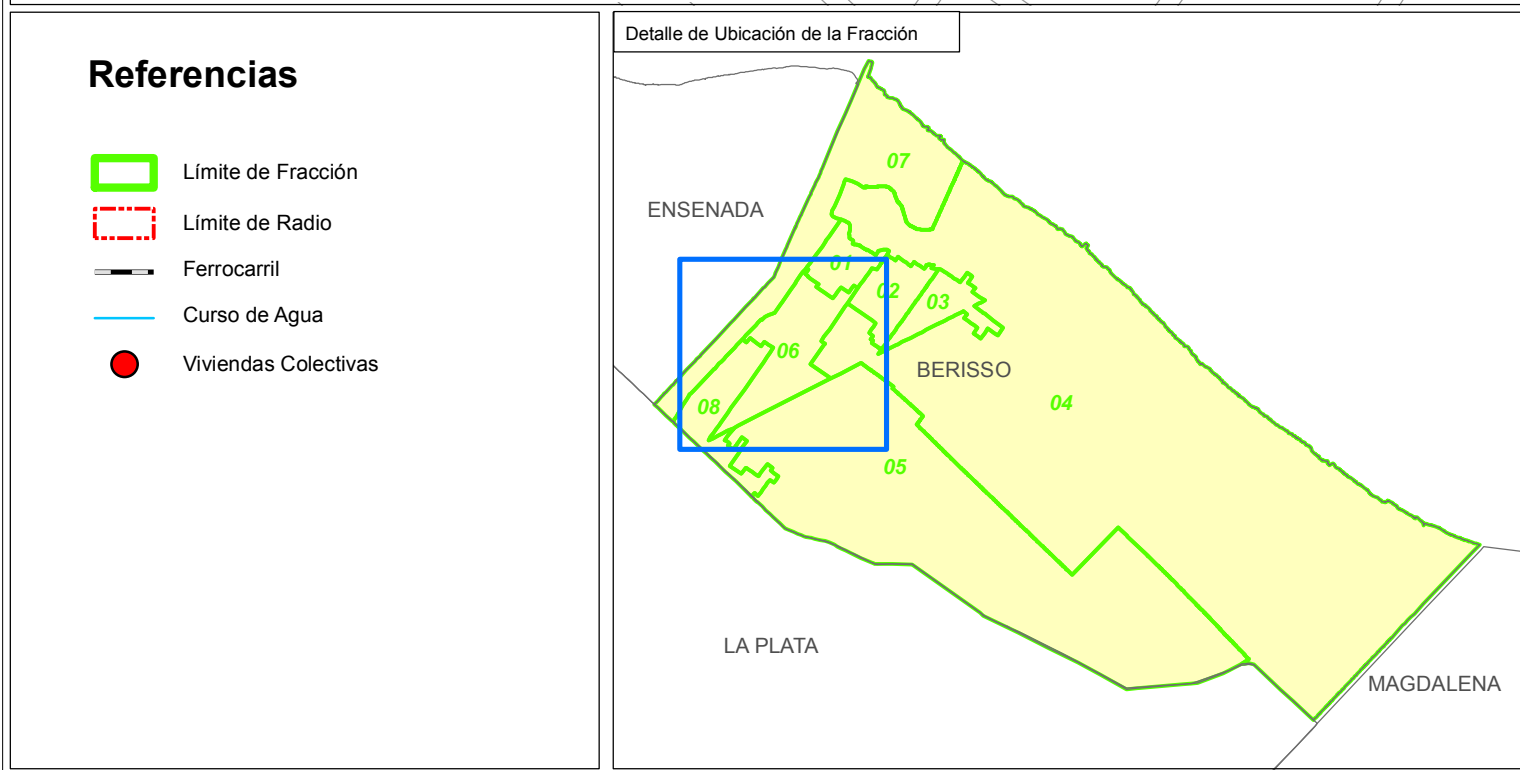 Referencias
Límite de Fracción
Límite de Radio
Ferrocarril
Curso de Agua
Viviendas Colectivas
Detalle de Ubicación de la Fracción
07
ENSENADA
01
02
03
06
BERISSO
04
08
05
LA PLATA
MAGDALENA